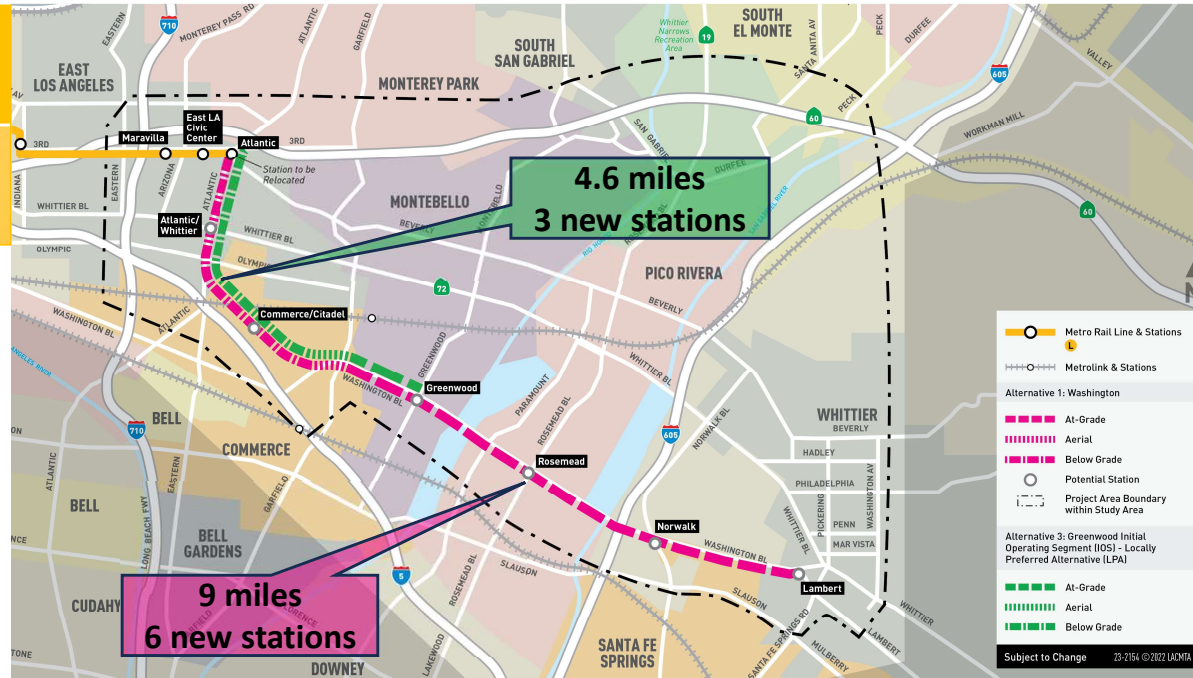 710
EASTERN
MONTEREY PASS RD
ATLANTIC
GARFIELD
Whittier
Narrows
Recreation
Area
19
SOUTH
EL MONTE
SANTA ANITA AV
PECK
DURFEE
SOUTH
SAN GABRIEL
EAST
LOS ANGELES
MONTEREY PARK
605
VALLEY
PECK
60
WORKMAN MILL
East LA
Civic
Center
Maravilla
Atlantic
3RD
3RD
Station to be
Relocated
INDIANA
EASTERN
ARIZONA
ATLANTIC
DURFEE
4.6 miles
3 new stations
MONTEBELLO
WHITTIER BL
Atlantic/
Whittier
WHITTIER BL
BEVERLY
OLYMPIC
OLYMPIC
60
PICO RIVERA
72
BEVERLY
Commerce/Citadel
WASHINGTON BL
ATLANTIC
GREENWOOD
WHITTIER BL
Greenwood
WASHINGTON BL
PARAMOUNT
ROSEMEAD BL
NORWALK BL
WHITTIER
BEVERLY
BELL
710
COMMERCE
605
HADLEY
Rosemead
PHILADELPHIA
PICKERING
WASHINGTON AV
ATLANTIC
EASTERN
GARFIELD
WHITTIER BL
PENN
MAR VISTA
BELL
LONG BEACH FWY
BELL
GARDENS
Norwalk
WASHINGTON BL
Lambert
SLAUSON
ROSEMEAD BL
5
SLAUSON
9 miles
6 new stations
CUDAHY
WHITTIER
LAMBERT
SANTA FE SPRINGS RD
MULBERRY
SANTA FE
SPRINGS
LAKEWOOD
DOWNEY
Metro Rail Line & Stations
L
Metrolink & Stations
Alternative 1: Washington
At-Grade
Aerial
Below Grade
Potential Station
Project Area Boundary
within Study Area
Alternative 3: Greenwood Initial
Operating Segment (IOS) - Locally
Preferred Alternative (LPA)
At-Grade
Aerial
Below Grade
Subject to Change
23-2154 ©2022 LACMTA